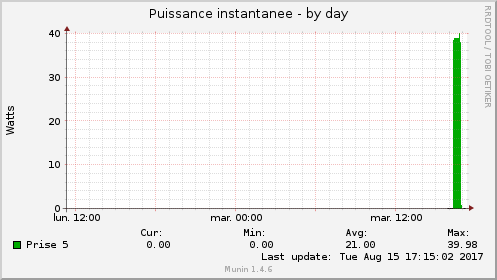 Puissance instantanee - by day
RRDTOOL / TOBI OETIKER
Watts
40
30
20
10
0
lun. 12:00 mar. 00:00 mar. 12:00
Cur: Min: Avg: Max:
Prise 5 0.00 0.00 21.00 39.98
Last update: Tue Aug 15 17:15:02 2017
Munin 1.4.6